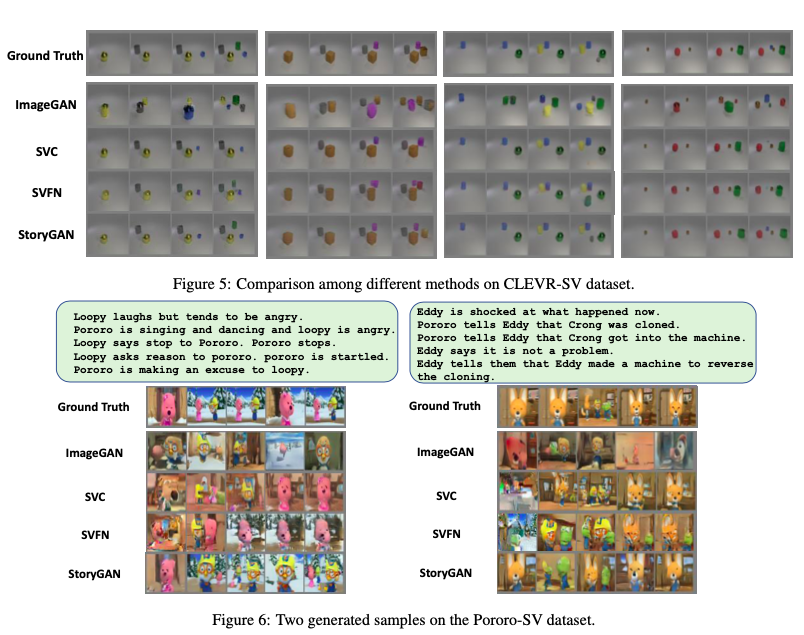 Ground Truth
ImageGAN
SVC
SVFN
StoryGAN
Figure 5: Comparison among different methods on CLEVR-SV dataset.
Loopy laughs but tends to be angry.
Pororo is singing and dancing and loopy is angry.
Loopy says stop to Pororo. Pororo stops.
Loopy asks reason to pororo. pororo is startled.
Pororo is making an excuse to loopy.
Eddy is shocked at what happened now.
Pororo tells Eddy that Crong was cloned.
Pororo tells Eddy that Crong got into the machine.
Eddy says it is not a problem.
Eddy tells them that Eddy made a machine to reverse
the cloning.
Ground Truth
ImageGAN
SVC
SVFN
StoryGAN
Ground Truth
ImageGAN
SVC
SVFN
StoryGAN
Figure 6: Two generated samples on the Pororo-SV dataset.